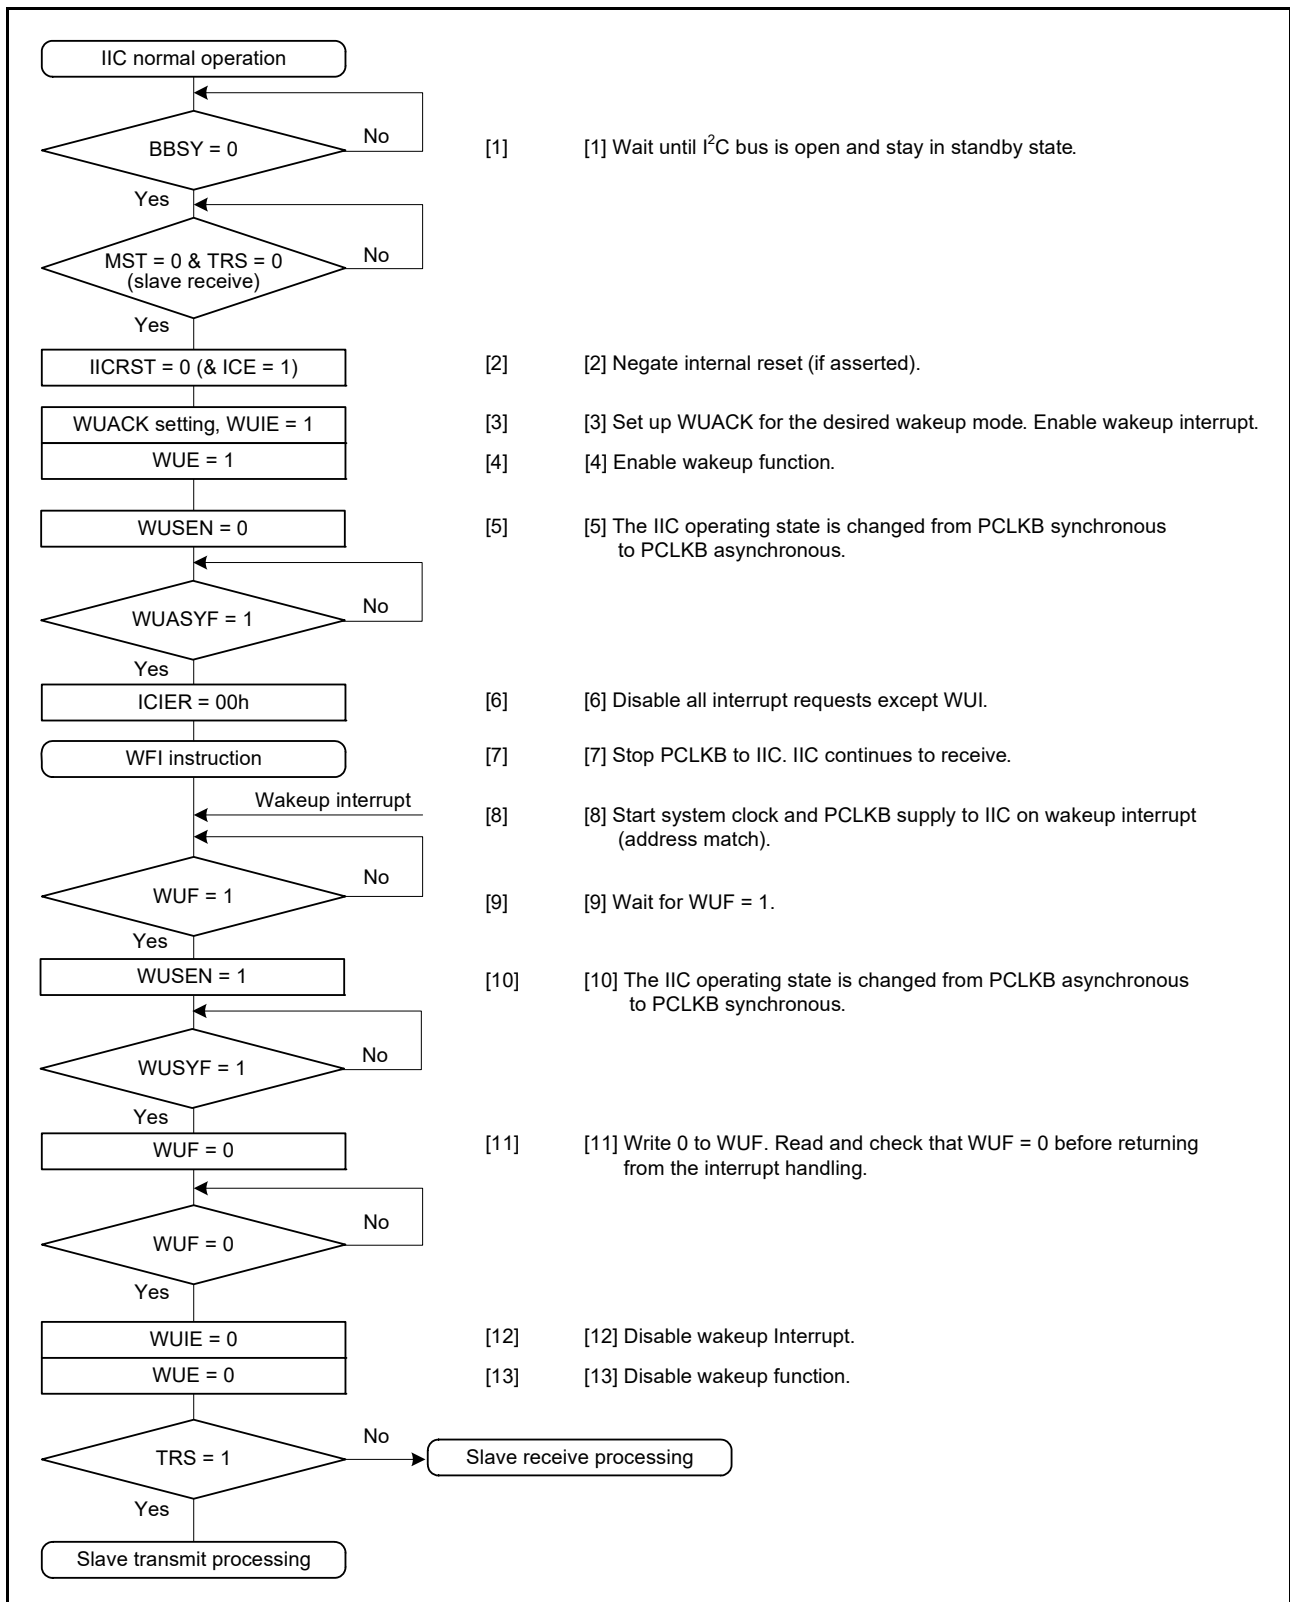 IIC normal operation
BBSY = 0
No
[1]
[1] Wait until I²C bus is open and stay in standby state.
Yes
MST = 0 & TRS = 0
(slave receive)
No
Yes
IICRST = 0 (& ICE = 1)
[2]
[2] Negate internal reset (if asserted).
WUACK setting, WUIE = 1
[3]
[3] Set up WUACK for the desired wakeup mode. Enable wakeup interrupt.
WUE = 1
[4]
[4] Enable wakeup function.
WUSEN = 0
[5]
[5] The IIC operating state is changed from PCLKB synchronous
to PCLKB asynchronous.
WUASYF = 1
No
Yes
ICIER = 00h
[6]
[6] Disable all interrupt requests except WUI.
WFI instruction
[7]
[7] Stop PCLKB to IIC. IIC continues to receive.
Wakeup interrupt
[8]
[8] Start system clock and PCLKB supply to IIC on wakeup interrupt
(address match).
WUF = 1
No
[9]
[9] Wait for WUF = 1.
Yes
WUSEN = 1
[10]
[10] The IIC operating state is changed from PCLKB asynchronous
to PCLKB synchronous.
WUSYF = 1
No
Yes
WUF = 0
[11]
[11] Write 0 to WUF. Read and check that WUF = 0 before returning
from the interrupt handling.
WUF = 0
No
Yes
WUIE = 0
[12]
[12] Disable wakeup Interrupt.
WUE = 0
[13]
[13] Disable wakeup function.
TRS = 1
No
Slave receive processing
Yes
Slave transmit processing